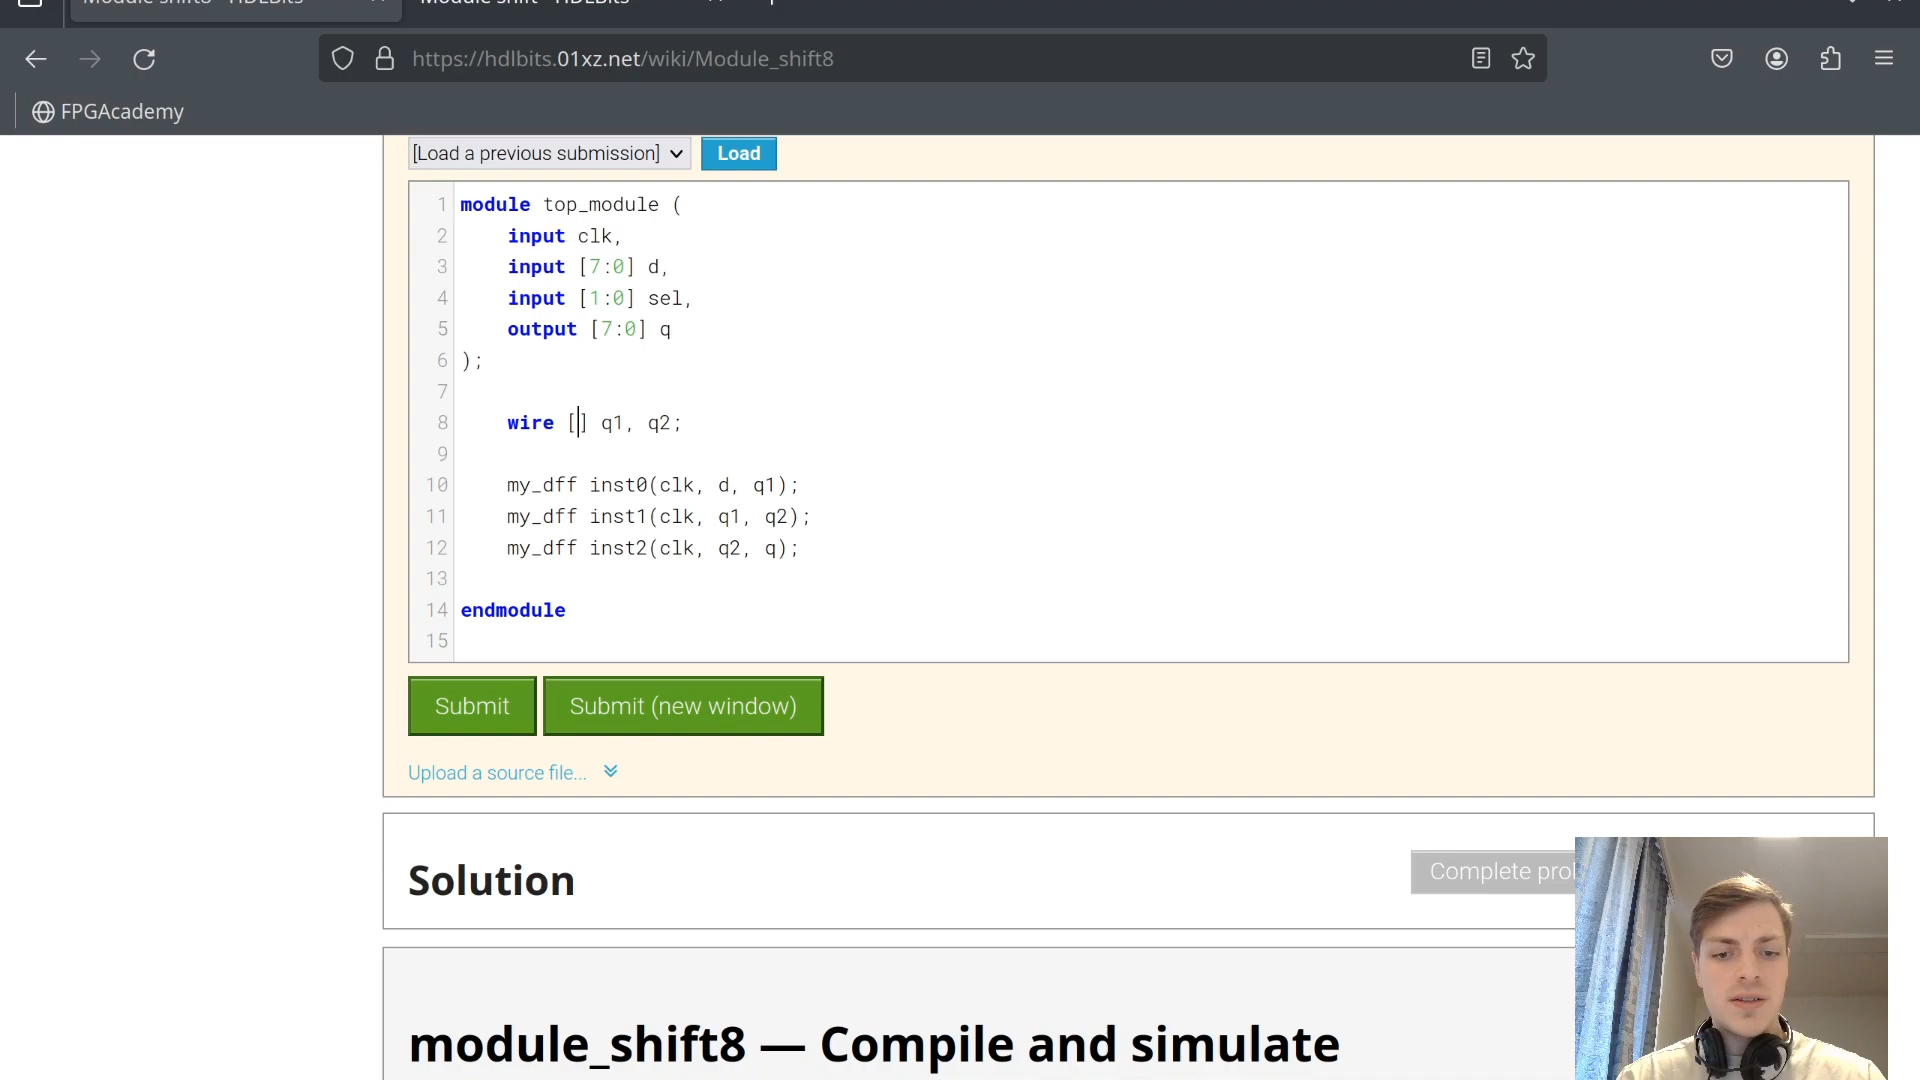 https://hdlbits.01xz.net/wiki/Module_shift8
FPGAcademy
[Load a previous submission] Load
1 module top_module (
2 input clk,
3 input [7:0] d,
4 input [1:0] sel,
5 output [7:0] q
6 );
7
8 wire [] q1, q2;
9
10 my_dff inst0(clk, d, q1);
11 my_dff inst1(clk, q1, q2);
12 my_dff inst2(clk, q2, q);
13
14 endmodule
15
Submit Submit (new window)
Upload a source file...
Solution
Complete
module_shift8 — Compile and simulate